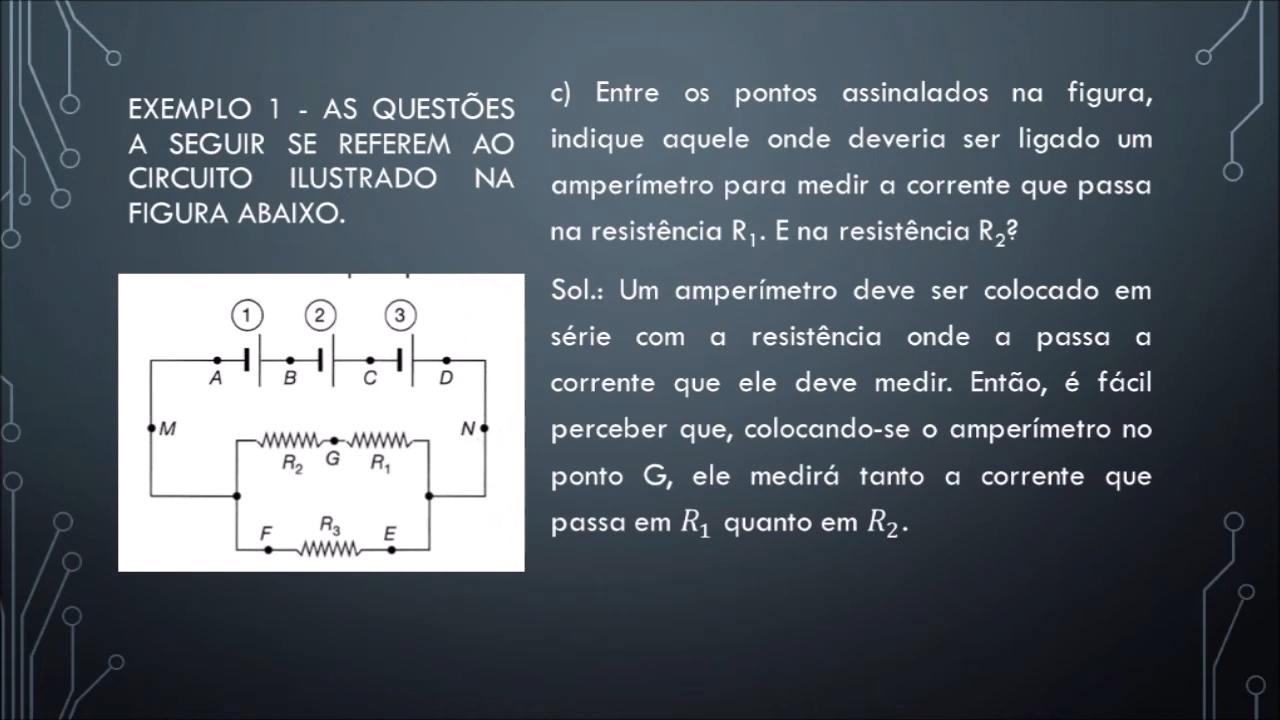 EXEMPLO 1 - AS QUESTÕES
A SEGUIR SE REFEREM AO
CIRCUITO ILUSTRADO NA
FIGURA ABAIXO.
1 2 3
A B C D
M N
R2 G R1
F R3 E
c) Entre os pontos assinalados na figura,
indique aquele onde deveria ser ligado um
amperímetro para medir a corrente que passa
na resistência R1. E na resistência R2?
Sol.: Um amperímetro deve ser colocado em
série com a resistência onde a passa a
corrente que ele deve medir. Então, é fácil
perceber que, colocando-se o amperímetro no
ponto G, ele medirá tanto a corrente que
passa em R1 quanto em R2.